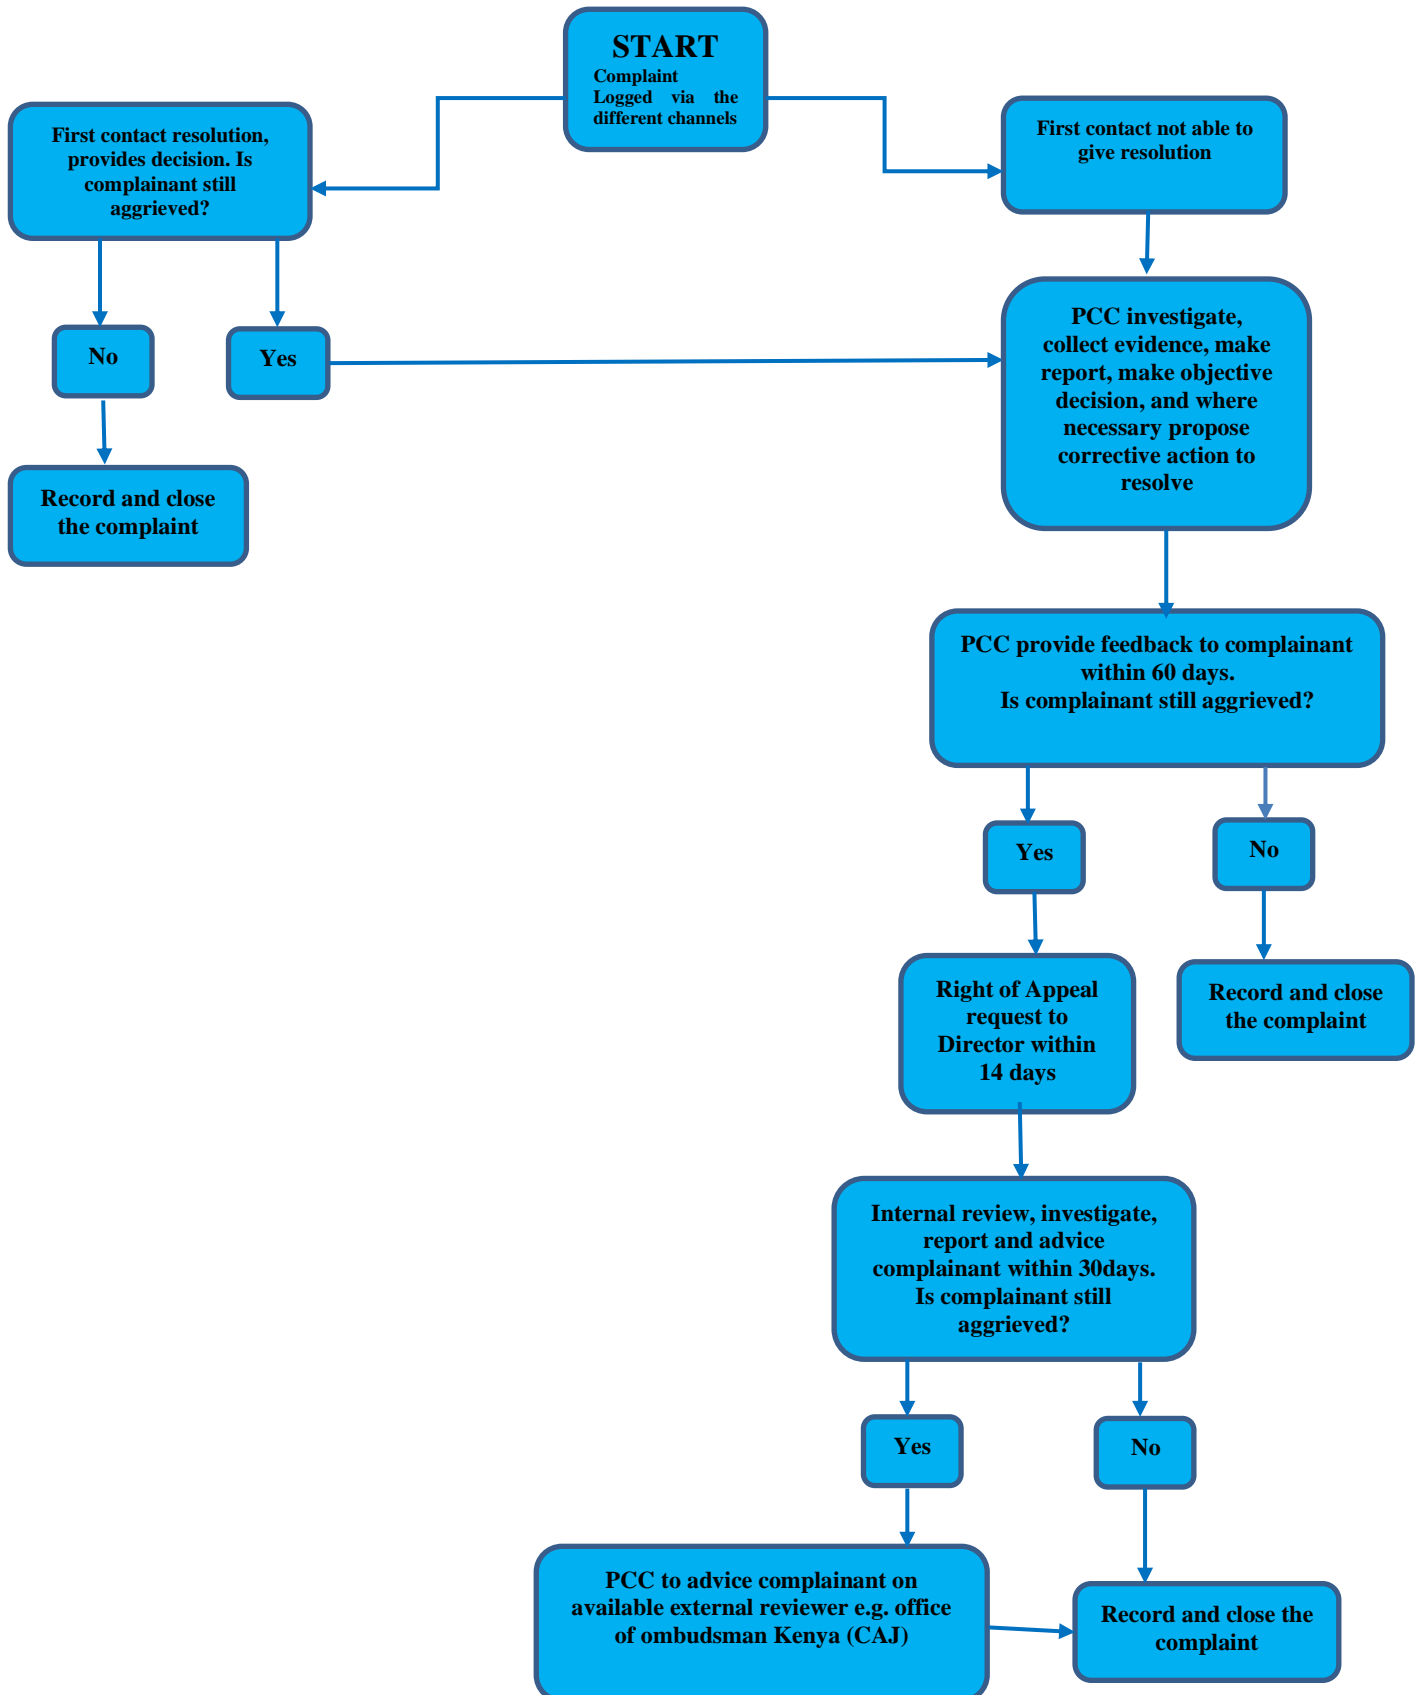 START
Complaint
Logged via the
different channels
First contact resolution,
provides decision. Is
complainant still
aggrieved?
First contact not able to
give resolution
No
Yes
PCC investigate,
collect evidence, make
report, make objective
decision, and where
necessary propose
corrective action to
resolve
Record and close
the complaint
PCC provide feedback to complainant
within 60 days.
Is complainant still aggrieved?
Yes
No
Right of Appeal
request to
Director within
14 days
Record and close
the complaint
Internal review, investigate,
report and advice
complainant within 30days.
Is complainant still
aggrieved?
Yes
No
PCC to advice complainant on
available external reviewer e.g. office
of ombudsman Kenya (CAJ)
Record and close the
complaint